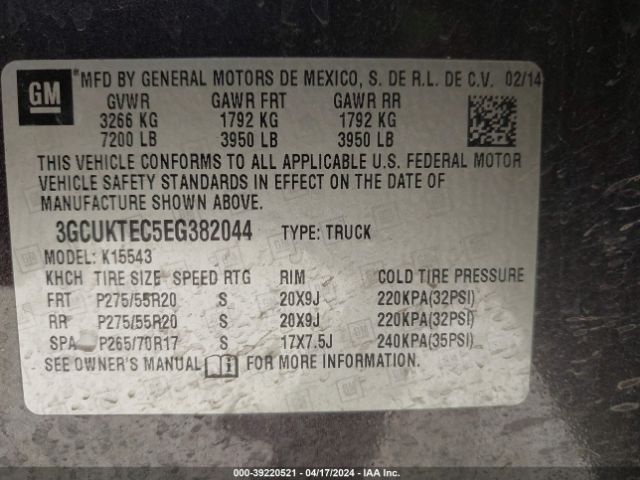 GM
*MFD BY GENERAL MOTORS DE MEXICO, S. DE R.L. DE C.V. 02/14
GVWR GAWR FRT GAWR RR
3266 KG 1792 KG 1792 KG
7200 LB 3950 LB 3950 LB
THIS VEHICLE CONFORMS TO ALL APPLICABLE U.S. FEDERAL MOTOR
VEHICLE SAFETY STANDARDS IN EFFECT ON THE DATE OF
MANUFACTURE SHOWN ABOVE.
3GCUKTEC5EG382044 TYPE: TRUCK
MODEL: K15543
KHCH TIRE SIZE SPEED RTG RIM COLD TIRE PRESSURE
FRT P275/55R20 S 20X9J 220KPA(32PSI)
RR P275/55R20 S 20X9J 220KPA(32PSI)
SPA P265/70R17 S 17X7.5J 240KPA(35PSI)
SEE OWNER'S MANUAL FOR MORE INFORMATION.
000-39220521 - 04/17/2024 - IAA Inc.